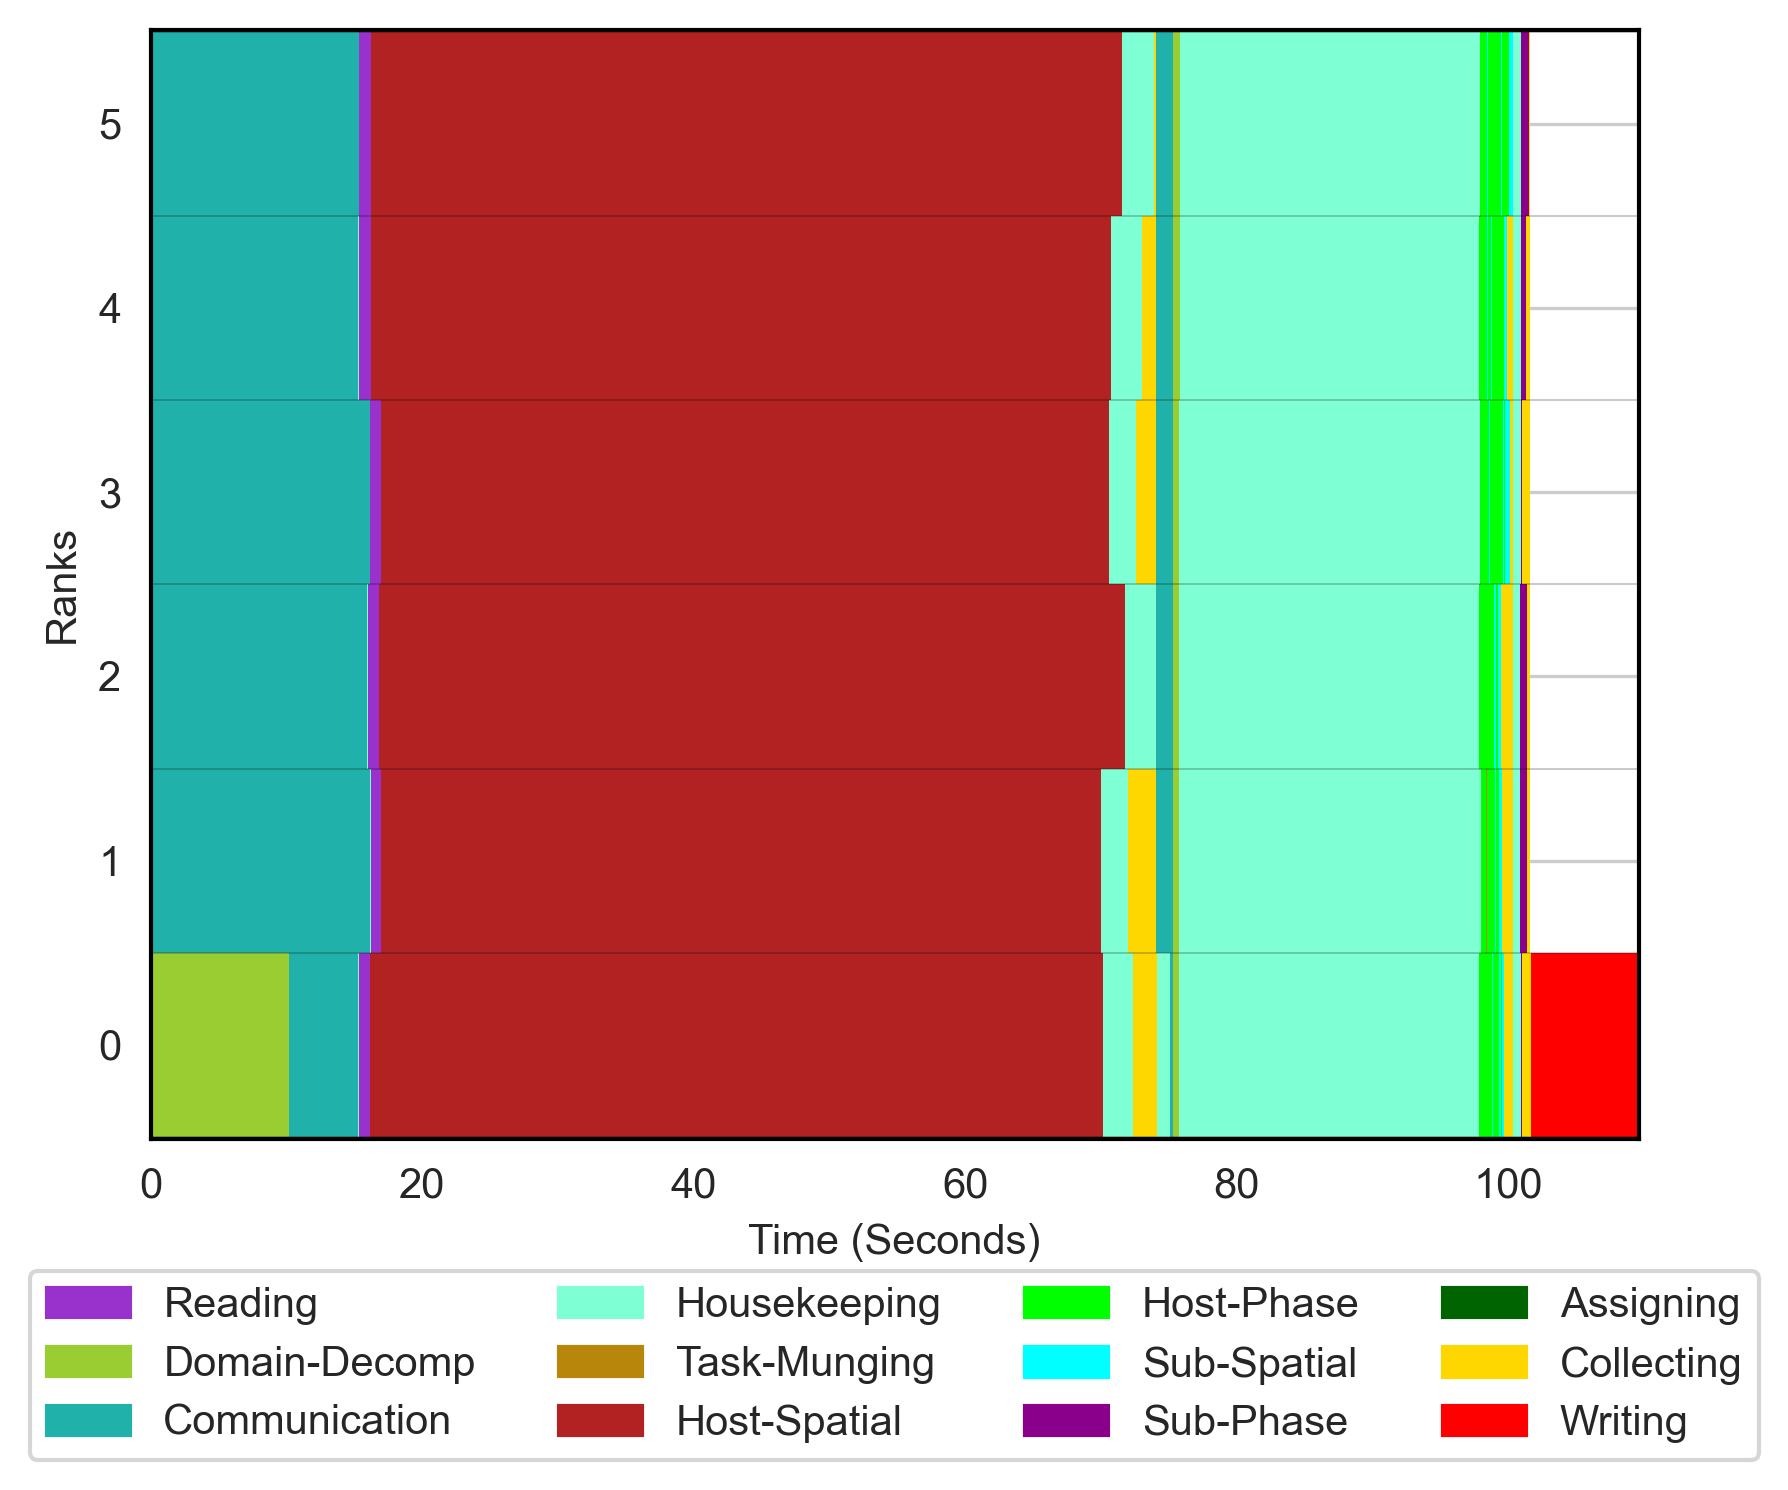 5
4
3
2
1
0
Ranks
0 20 40 60 80 100
Time (Seconds)
Reading Housekeeping Host-Phase Assigning
Domain-Decomp Task-Munging Sub-Spatial Collecting
Communication Host-Spatial Sub-Phase Writing